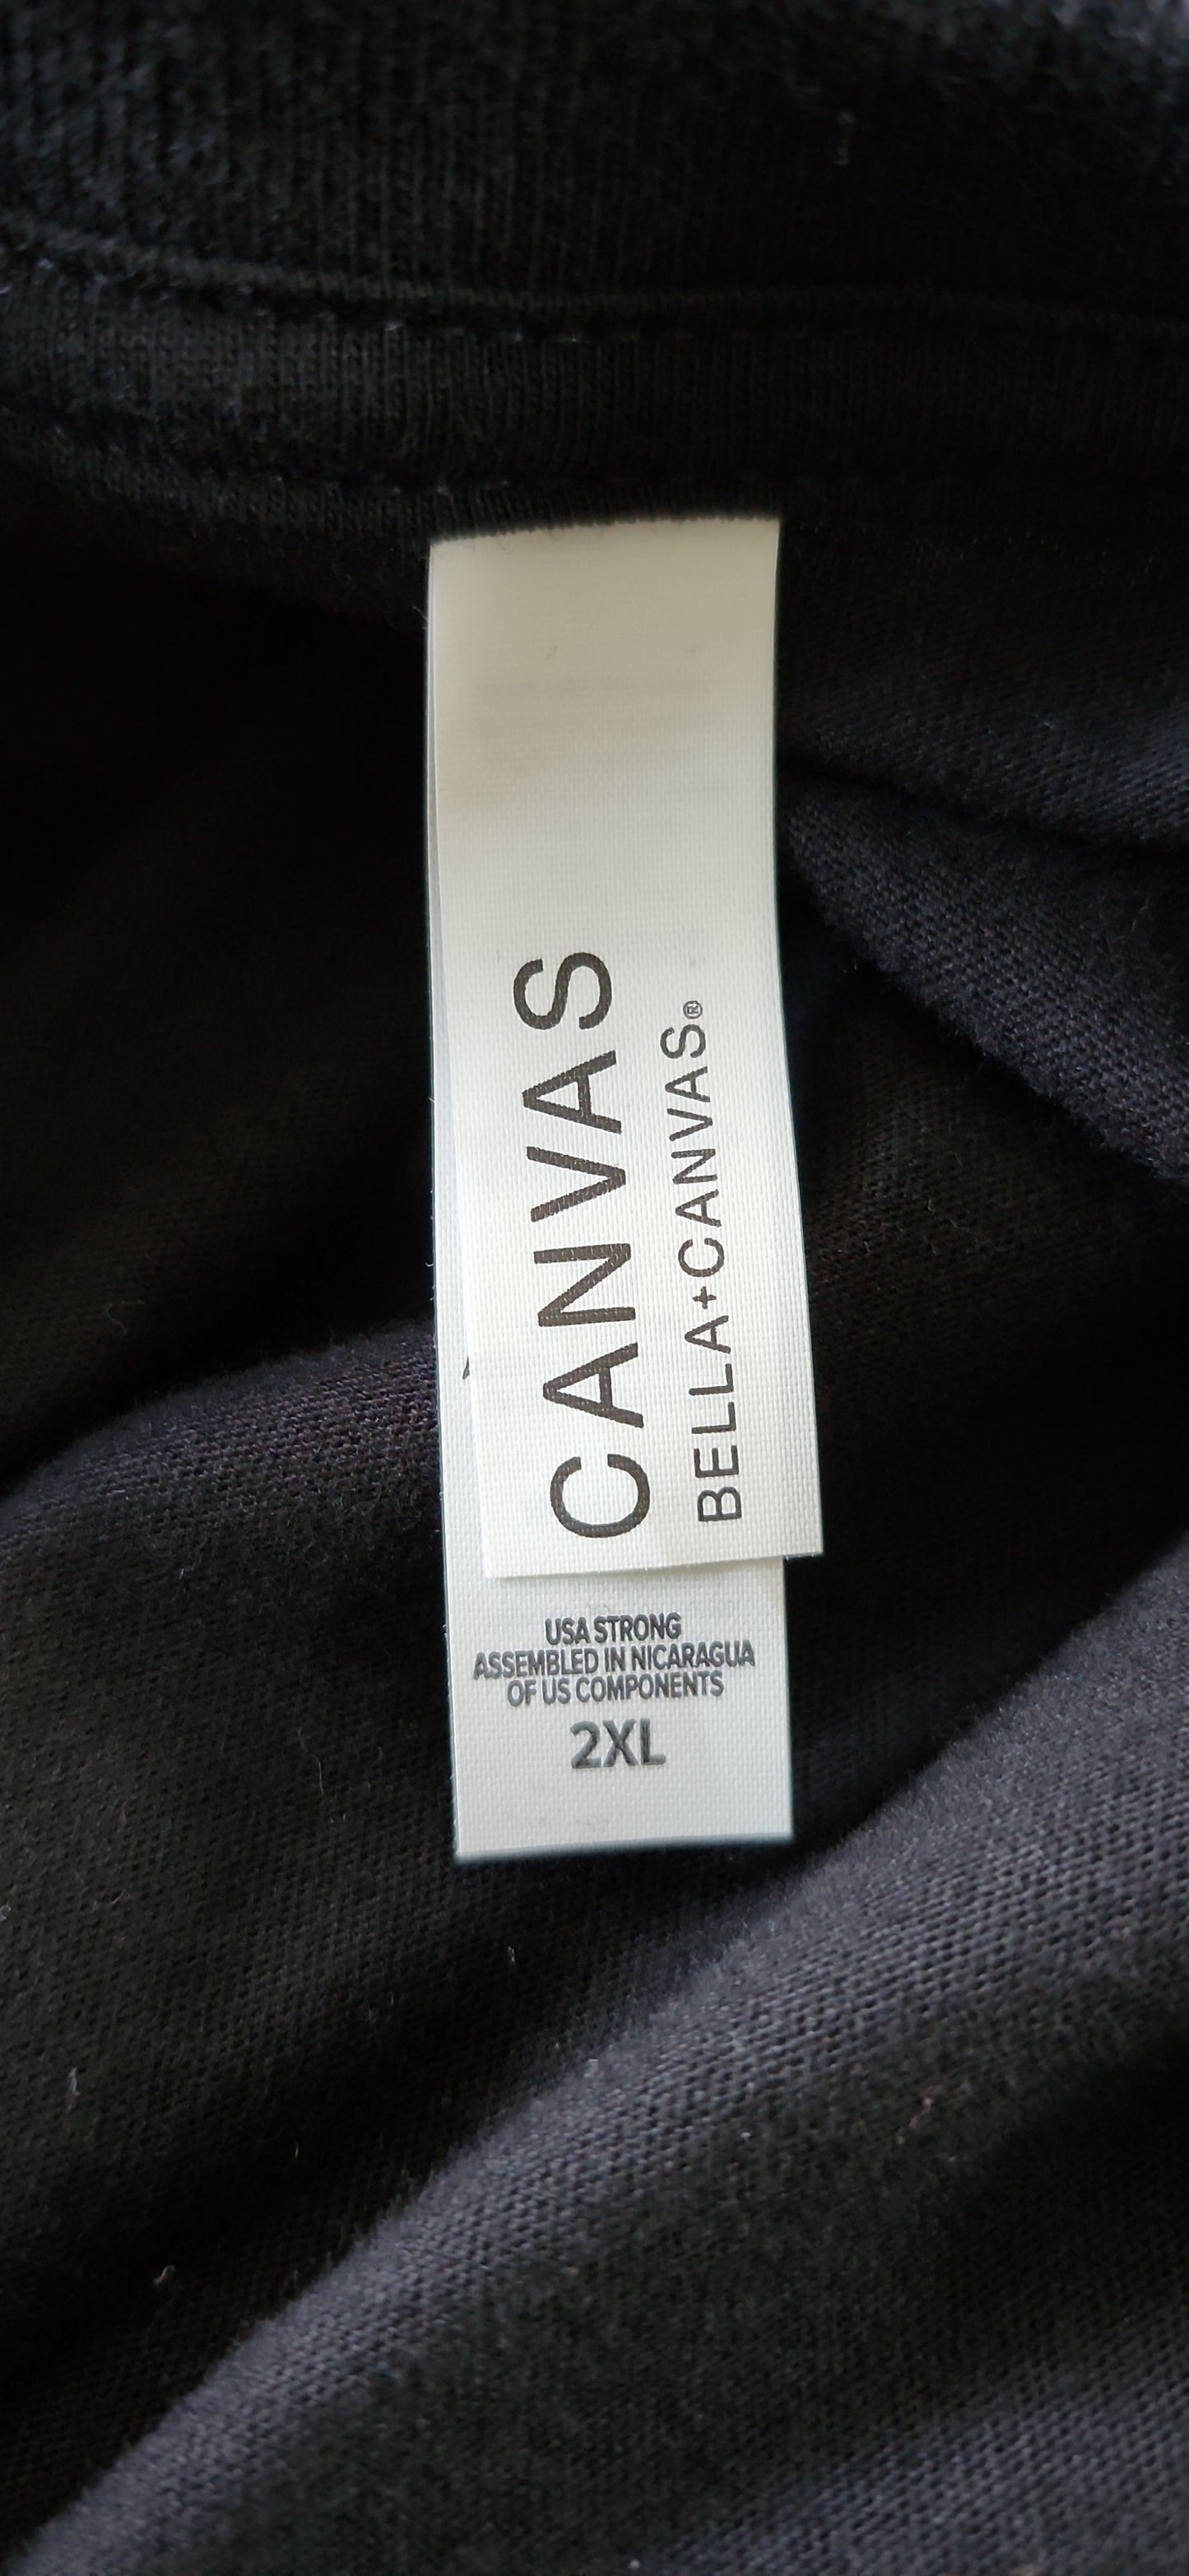 CANVAS
BELLA+CANVAS®
USA STRONG
ASSEMBLED IN NICARAGUA
OF US COMPONENTS
2XL